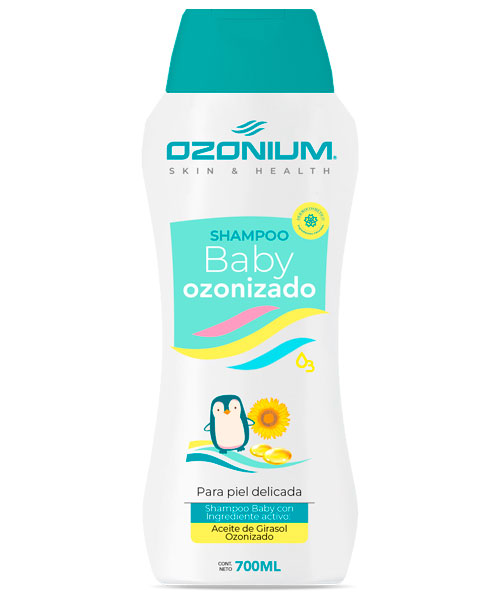 OZONIUM®
SKIN & HEALTH
SHAMPOO
Baby
ozonizado
O3
Para piel delicada
Shampoo Baby con
Ingrediente activo:
Aceite de Girasol
Ozonizado
CONT.
NETO
700ML